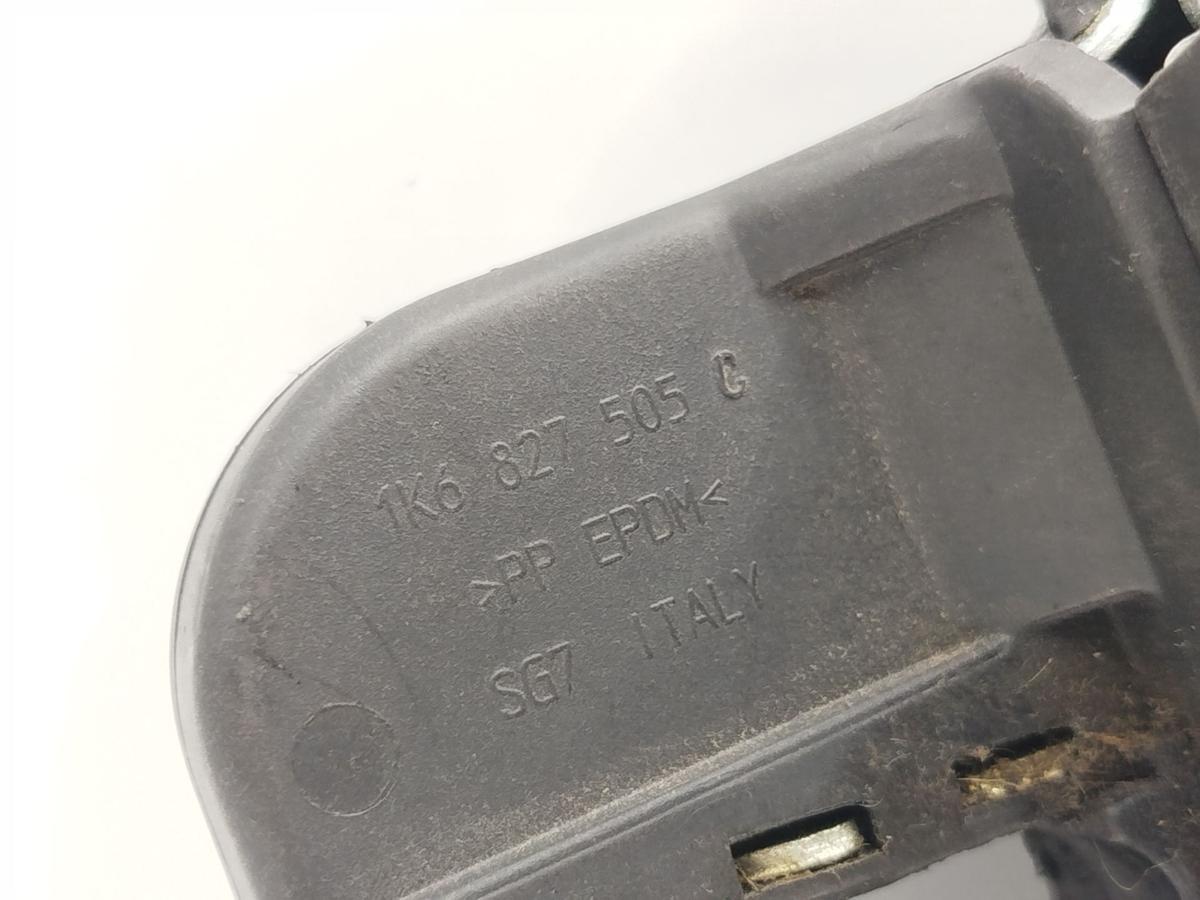 1K6 827 505 C
>PP EPDM<
SG7 ITALY